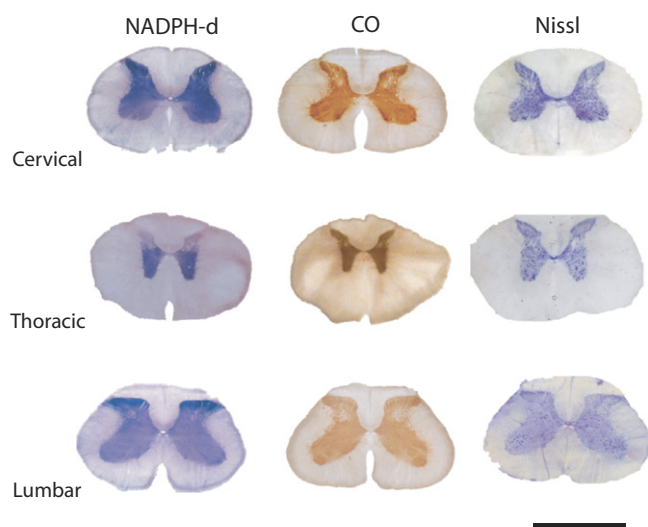 NADPH-d
CO
Nissl
Cervical
Thoracic
Lumbar